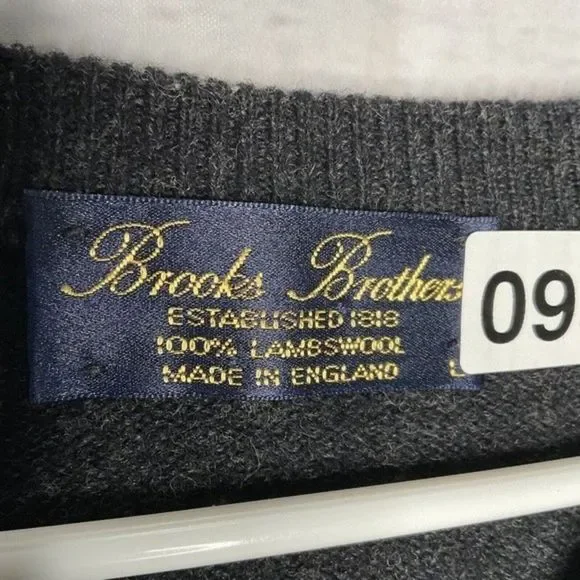 Brooks Brothers
ESTABLISHED 1818
100% LAMBSWOOL
MADE IN ENGLAND
09